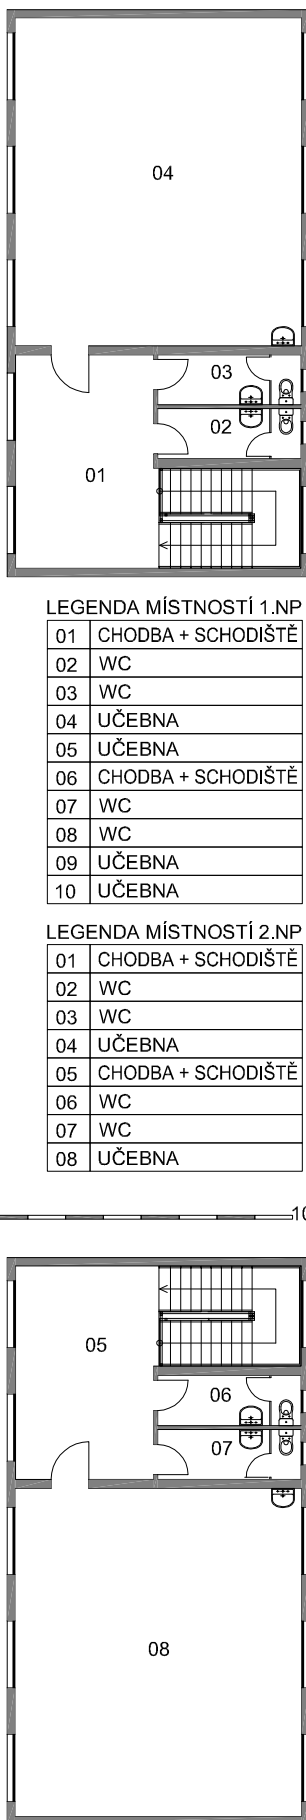 04
03
02
01
LEGENDA MÍSTNOSTÍ 1.NP
01 CHODBA + SCHODIŠTĚ
02 WC
03 WC
04 UČEBNA
05 UČEBNA
06 CHODBA + SCHODIŠTĚ
07 WC
08 WC
09 UČEBNA
10 UČEBNA
LEGENDA MÍSTNOSTÍ 2.NP
01 CHODBA + SCHODIŠTĚ
02 WC
03 WC
04 UČEBNA
05 CHODBA + SCHODIŠTĚ
06 WC
07 WC
08 UČEBNA
05
06
07
08